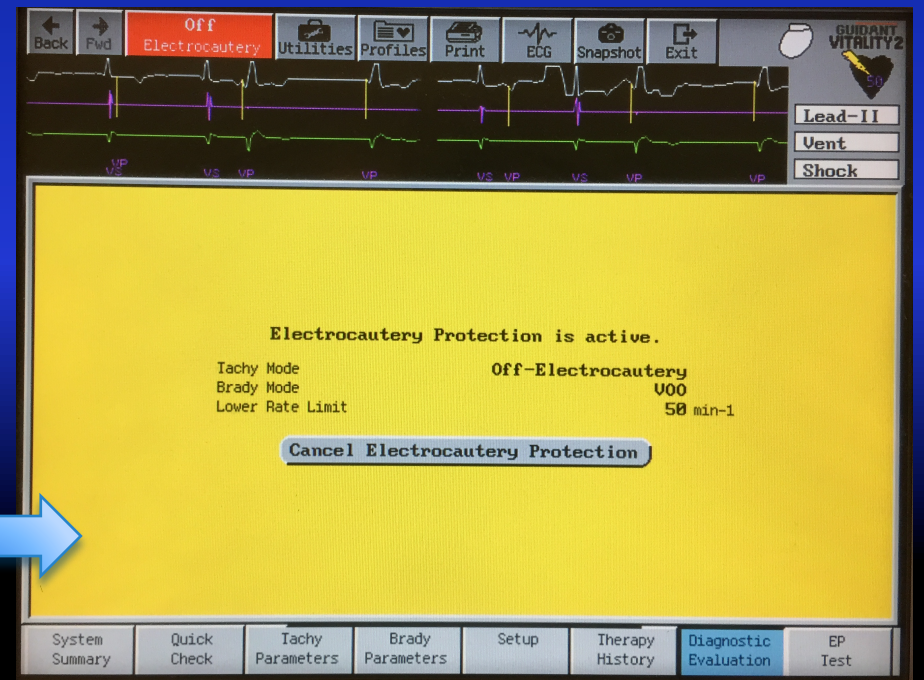 Back
Fwd
Off
Electrocautery
Utilities
Profiles
Print
ECG
Snapshot
Exit
GUIDANT
VITALITY2
50
Lead-II
Vent
Shock
VP
VS
VS
VP
VP
VS
VP
VS
VP
VP
Electrocautery Protection is active.
Tachy Mode Off-Electrocautery
Brady Mode VOO
Lower Rate Limit 50 min-1
Cancel Electrocautery Protection
System Summary
Quick Check
Tachy Parameters
Brady Parameters
Setup
Therapy History
Diagnostic Evaluation
EP Test